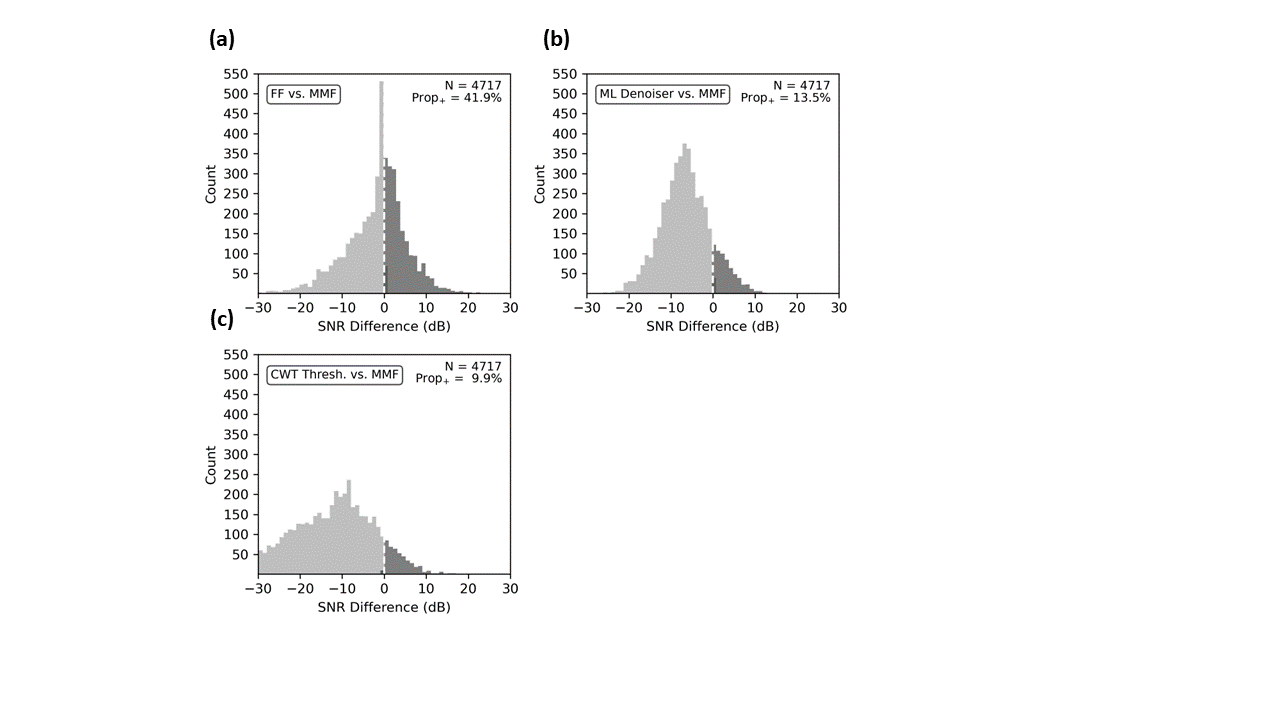 (a)
550
500
450
400
350
300
250
200
150
100
50
Count
FF vs. MMF
N = 4717
Prop+ = 41.9%
−30 −20 −10 0 10 20 30
SNR Difference (dB)
(b)
550
500
450
400
350
300
250
200
150
100
50
Count
ML Denoiser vs. MMF
N = 4717
Prop+ = 13.5%
−30 −20 −10 0 10 20 30
SNR Difference (dB)
(c)
550
500
450
400
350
300
250
200
150
100
50
Count
CWT Thresh. vs. MMF
N = 4717
Prop+ = 9.9%
−30 −20 −10 0 10 20 30
SNR Difference (dB)